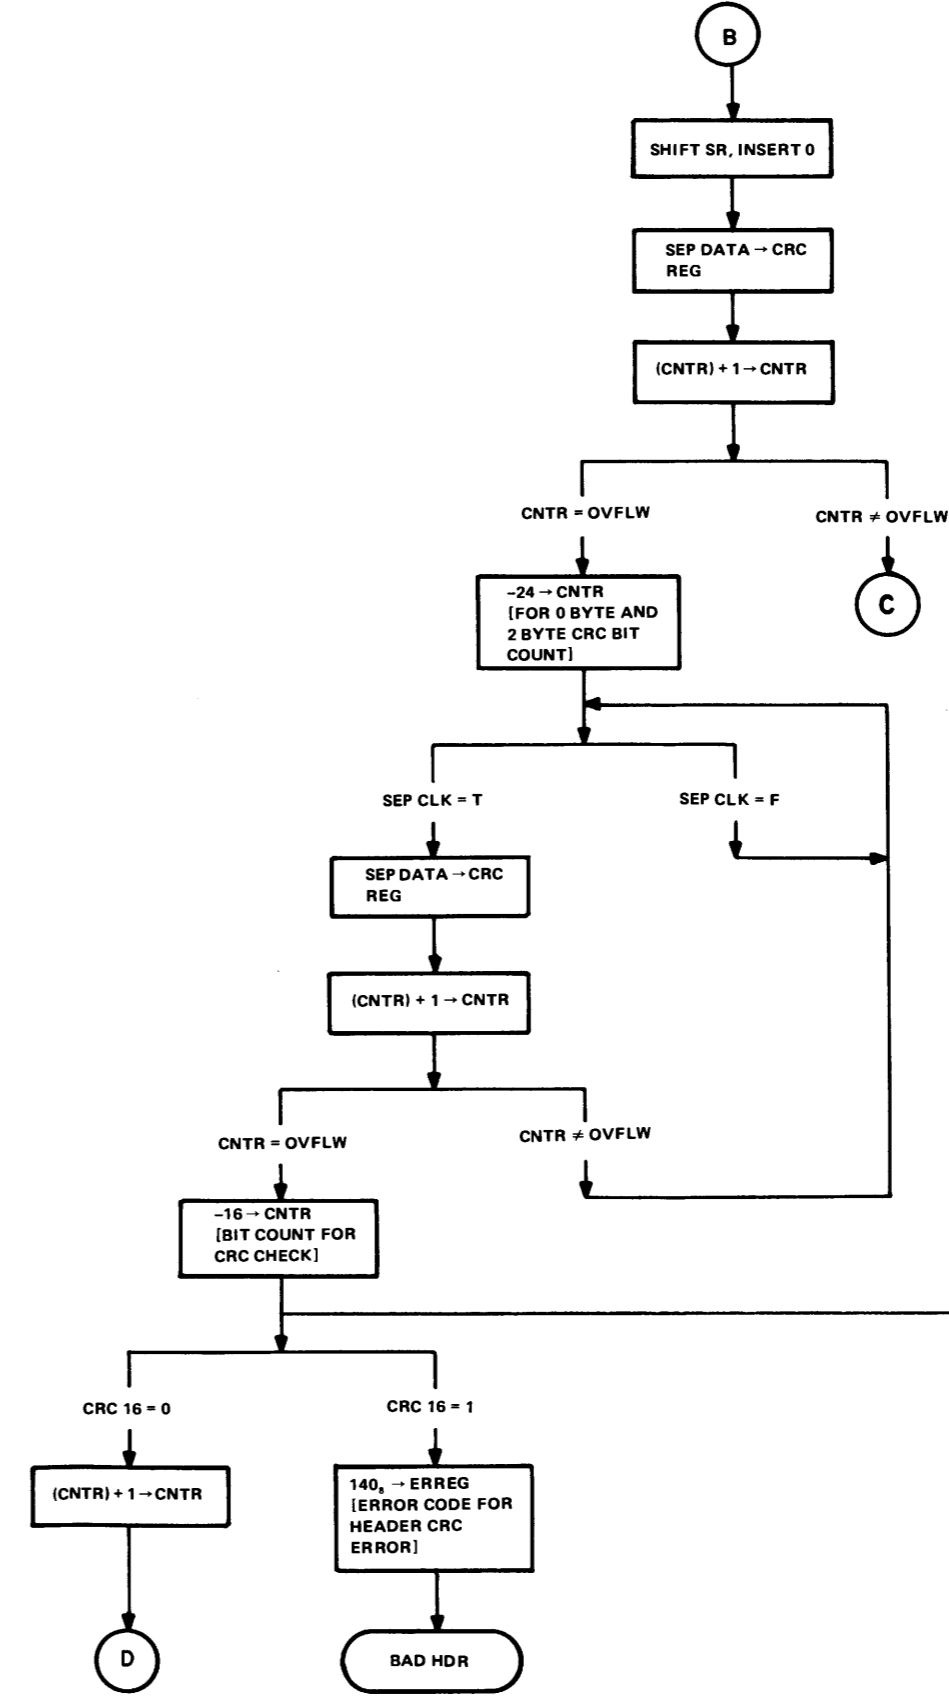 B
SHIFT SR, INSERT 0
SEP DATA → CRC
REG
(CNTR) + 1 → CNTR
CNTR = OVFLW
CNTR ≠ OVFLW
–24 → CNTR
[FOR 0 BYTE AND
2 BYTE CRC BIT
COUNT]
C
SEP CLK = T
SEP CLK = F
SEP DATA → CRC
REG
(CNTR) + 1 → CNTR
CNTR = OVFLW
CNTR ≠ OVFLW
–16 → CNTR
[BIT COUNT FOR
CRC CHECK]
CRC 16 = 0
CRC 16 = 1
(CNTR) + 1 → CNTR
140₈ → ERREG
[ERROR CODE FOR
HEADER CRC
ERROR]
D
BAD HDR